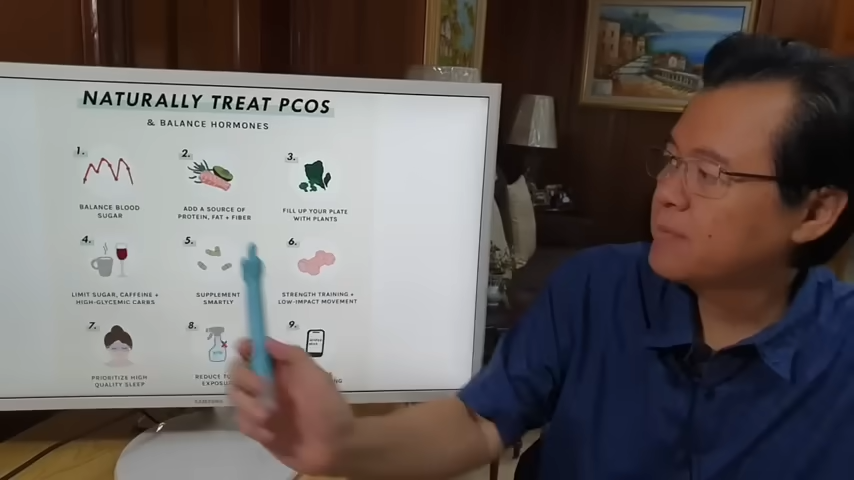 NATURALLY TREAT PCOS
& BALANCE HORMONES
1.
2.
3.
BALANCE BLOOD
SUGAR
ADD A SOURCE OF
PROTEIN, FAT + FIBER
FILL UP YOUR PLATE
WITH PLANTS
4.
5.
6.
LIMIT SUGAR, CAFFEINE +
HIGH-GLYCEMIC CARBS
SUPPLEMENT
SMARTLY
STRENGTH TRAINING +
LOW-IMPACT MOVEMENT
7.
8.
9.
PRIORITIZE HIGH
QUALITY SLEEP
REDUCE
EXPOS
SAMSUNG